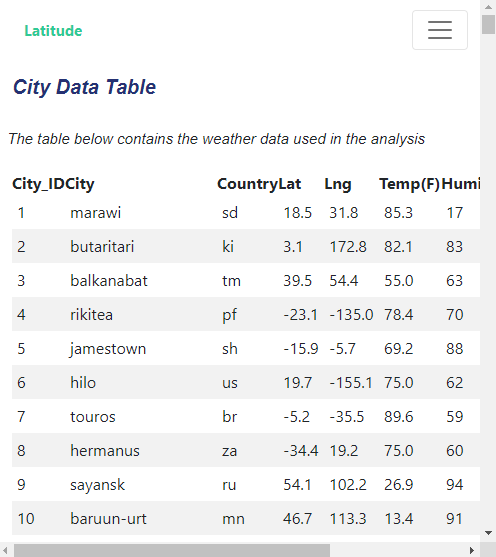 Latitude
City Data Table
The table below contains the weather data used in the analysis
City_ID City Country Lat Lng Temp(F) Humi
1 marawi sd 18.5 31.8 85.3 17
2 butaritari ki 3.1 172.8 82.1 83
3 balkanabat tm 39.5 54.4 55.0 63
4 rikitea pf -23.1 -135.0 78.4 70
5 jamestown sh -15.9 -5.7 69.2 88
6 hilo us 19.7 -155.1 75.0 62
7 touros br -5.2 -35.5 89.6 59
8 hermanus za -34.4 19.2 75.0 60
9 sayansk ru 54.1 102.2 26.9 94
10 baruun-urt mn 46.7 113.3 13.4 91